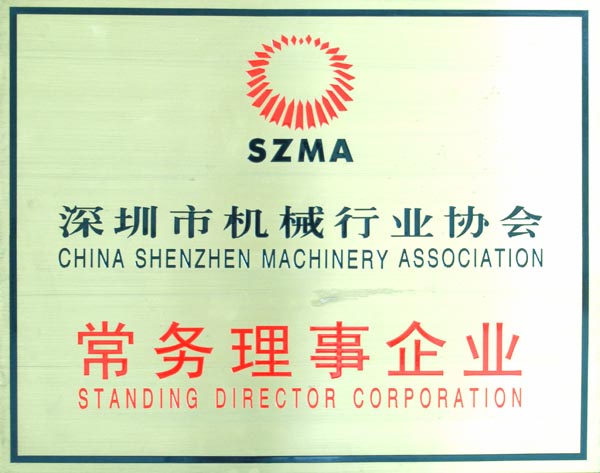 SZMA
深圳市机械行业协会
CHINA SHENZHEN MACHINERY ASSOCIATION
常务理事企业
STANDING DIRECTOR CORPORATION